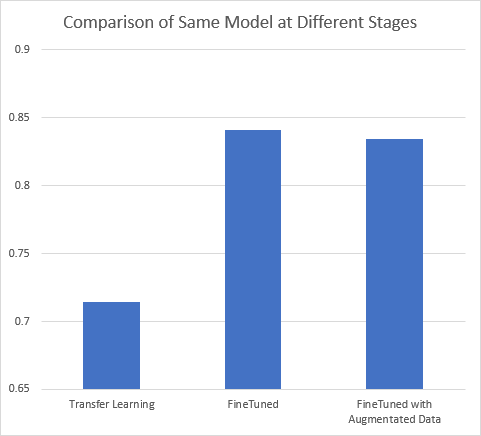 Comparison of Same Model at Different Stages
0.9
0.85
0.8
0.75
0.7
0.65
Transfer Learning
FineTuned
FineTuned with
Augmentated Data